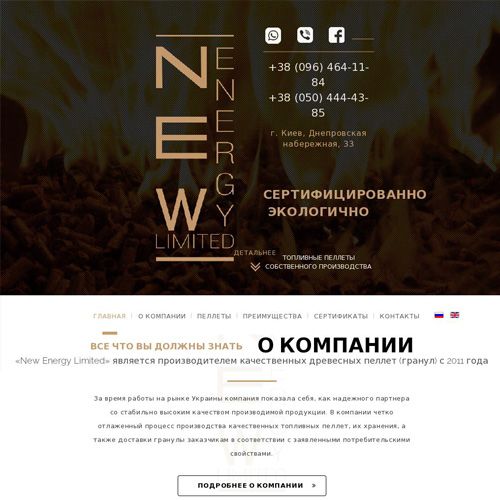 NEW
ENERGY
LIMITED
+38 (096) 464-11-
84
+38 (050) 444-43-
85
г. Киев, Днепровская
набережная, 33
СЕРТИФИЦИРОВАННО
ЭКОЛОГИЧНО
ДЕТАЛЬНЕЕ
ТОПЛИВНЫЕ ПЕЛЛЕТЫ
СОБСТВЕННОГО ПРОИЗВОДСТВА
ГЛАВНАЯ | О КОМПАНИИ | ПЕЛЛЕТЫ | ПРЕИМУЩЕСТВА | СЕРТИФИКАТЫ | КОНТАКТЫ
ВСЕ ЧТО ВЫ ДОЛЖНЫ ЗНАТЬ О КОМПАНИИ
«New Energy Limited» является производителем качественных древесных пеллет (гранул) с 2011 года
За время работы на рынке Украины компания показала себя, как надежного партнера
со стабильно высоким качеством производимой продукции. В компании четко
отлаженный процесс производства качественных топливных пеллет, их хранения, а
также доставки гранулы заказчикам в соответствии с заявленными потребительскими
свойствами.
ПОДРОБНЕЕ О КОМПАНИИ >